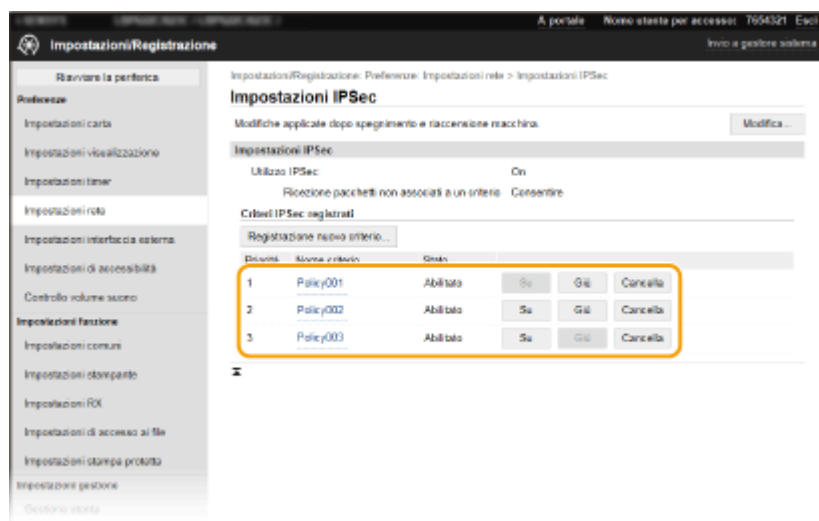 A portale Nome utente per accesso: 7654321 Esci
Impostazioni/Registrazione
Invio a gestore sistema
Riavviare la periferica
Preferenze
Impostazioni carta
Impostazioni visualizzazione
Impostazioni timer
Impostazioni rete
Impostazioni interfaccia esterna
Impostazioni di accessibilità
Controllo volume suono
Impostazioni funzione
Impostazioni comuni
Impostazioni stampante
Impostazioni RX
Impostazioni di accesso ai file
Impostazioni stampa protetta
Impostazioni gestione
Gestione utente
Impostazioni/Registrazione: Preferenze: Impostazioni rete > Impostazioni IPSec
Impostazioni IPSec
Modifiche applicate dopo spegnimento e riaccensione macchina. Modifica...
Impostazioni IPSec
Utilizzo IPSec: On
Ricezione pacchetti non associati a un criterio: Consentire
Criteri IPSec registrati
Registrazione nuovo criterio...
Priorità Nome criterio Stato
1 Policy001 Abilitato Su Giù Cancella
2 Policy002 Abilitato Su Giù Cancella
3 Policy003 Abilitato Su Giù Cancella